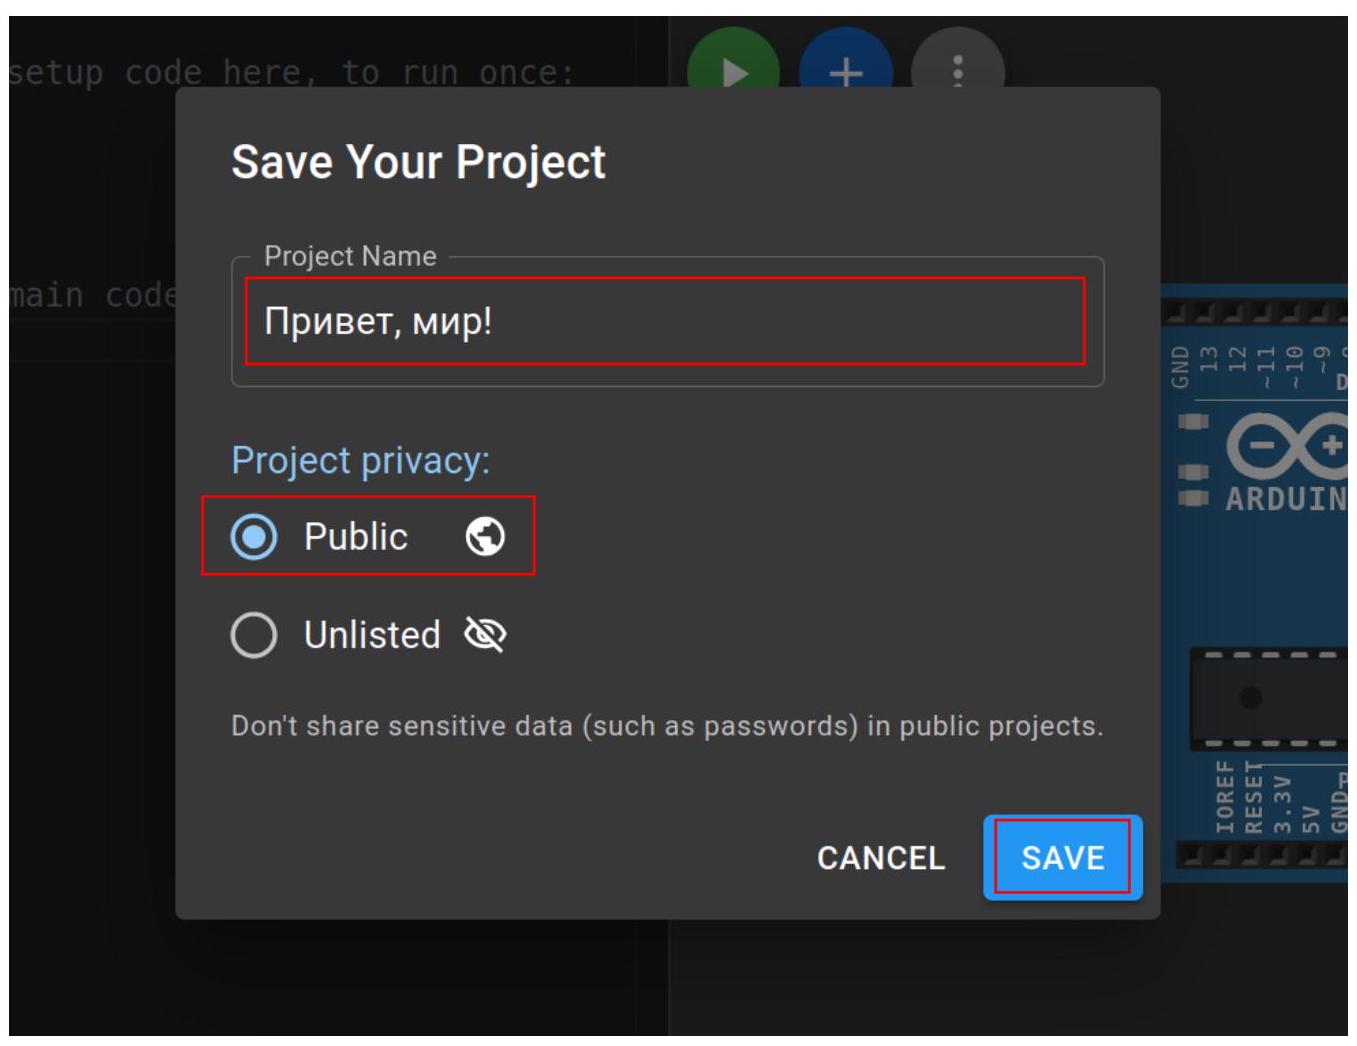 setup code here, to run once:
Save Your Project
Project Name
main code
Привет, мир!
GND
13
12
~11
~10
~9
Project privacy:
Public
ARDUIN
Unlisted
Don't share sensitive data (such as passwords) in public projects.
IOREF
RESET
3.3V
5V
GND
CANCEL
SAVE